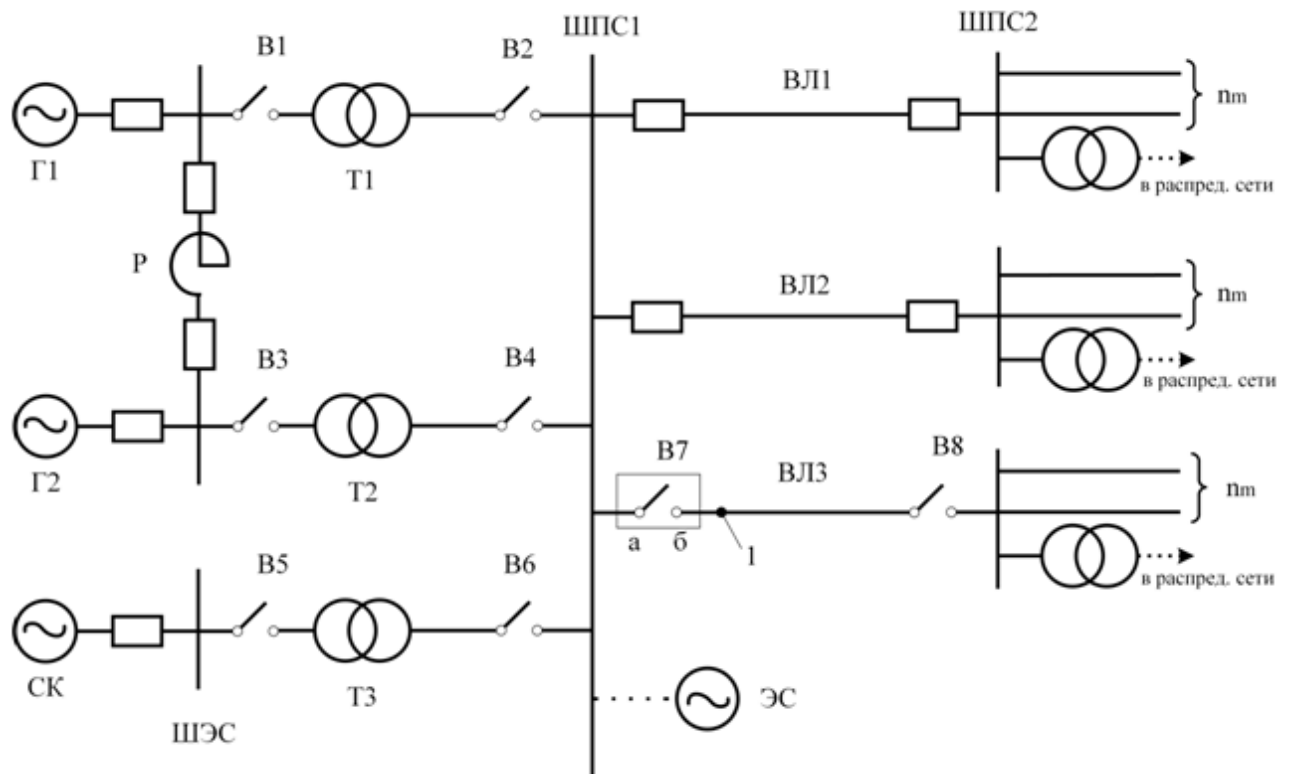 ШПС1
ШПС2
В1
В2
ВЛ1
nm
Г1
Т1
в распред. сети
Р
ВЛ2
nm
В3
В4
в распред. сети
Г2
Т2
В7
ВЛ3
В8
nm
а
б
1
В5
В6
в распред. сети
СК
Т3
ЭС
ШЭС